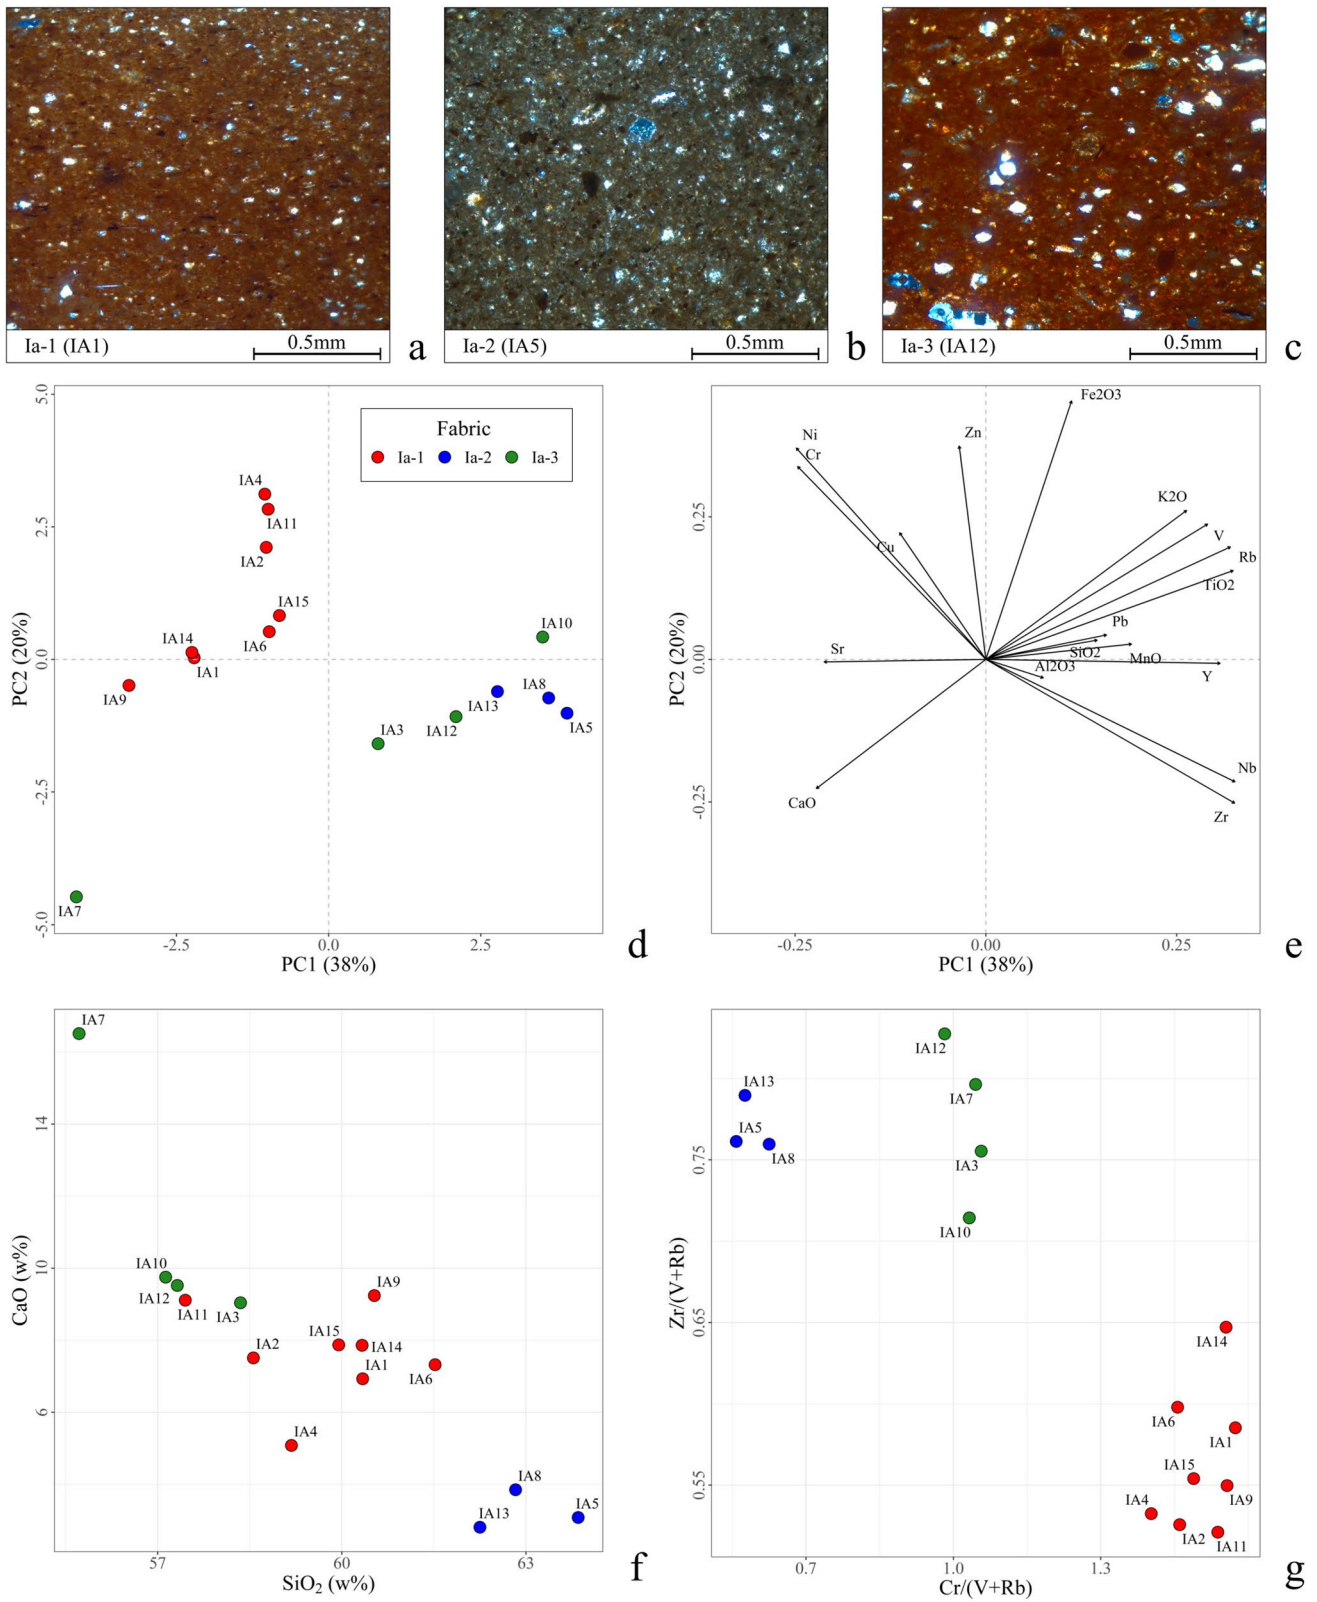 Ia-1 (IA1)
0.5mm
a
Ia-2 (IA5)
0.5mm
b
Ia-3 (IA12)
0.5mm
c
Fabric
Ia-1 Ia-2 Ia-3
IA4
IA11
IA2
IA15
IA14
IA6
IA1
IA9
IA10
IA8
IA13
IA5
IA12
IA3
IA7
5.0
2.5
0.0
-2.5
-5.0
PC2 (20%)
-2.5 0.0 2.5
PC1 (38%)
d
Fe2O3
Ni
Zn
Cr
K2O
V
Cu
Rb
TiO2
Pb
Sr
SiO2
MnO
Al2O3
Y
Nb
CaO
Zr
0.25
0.00
-0.25
PC2 (20%)
-0.25 0.00 0.25
PC1 (38%)
e
IA7
IA10
IA12
IA11
IA3
IA9
IA15
IA14
IA2
IA1
IA6
IA4
IA8
IA13
IA5
14
10
6
CaO (w%)
57 60 63
SiO₂ (w%)
f
IA12
IA13
IA7
IA5
IA8
IA3
IA10
IA14
IA6
IA1
IA15
IA4
IA9
IA2
IA11
0.75
0.65
0.55
Zr/(V+Rb)
0.7 1.0 1.3
Cr/(V+Rb)
g